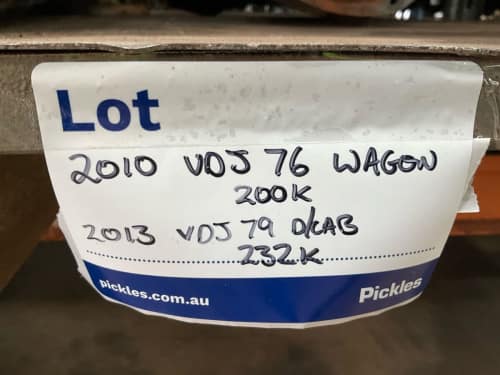 Lot
2010 VDJ 76 WAGON
200K
2013 VDJ 79 D/CAB
232K
pickles.com.au
Pickles